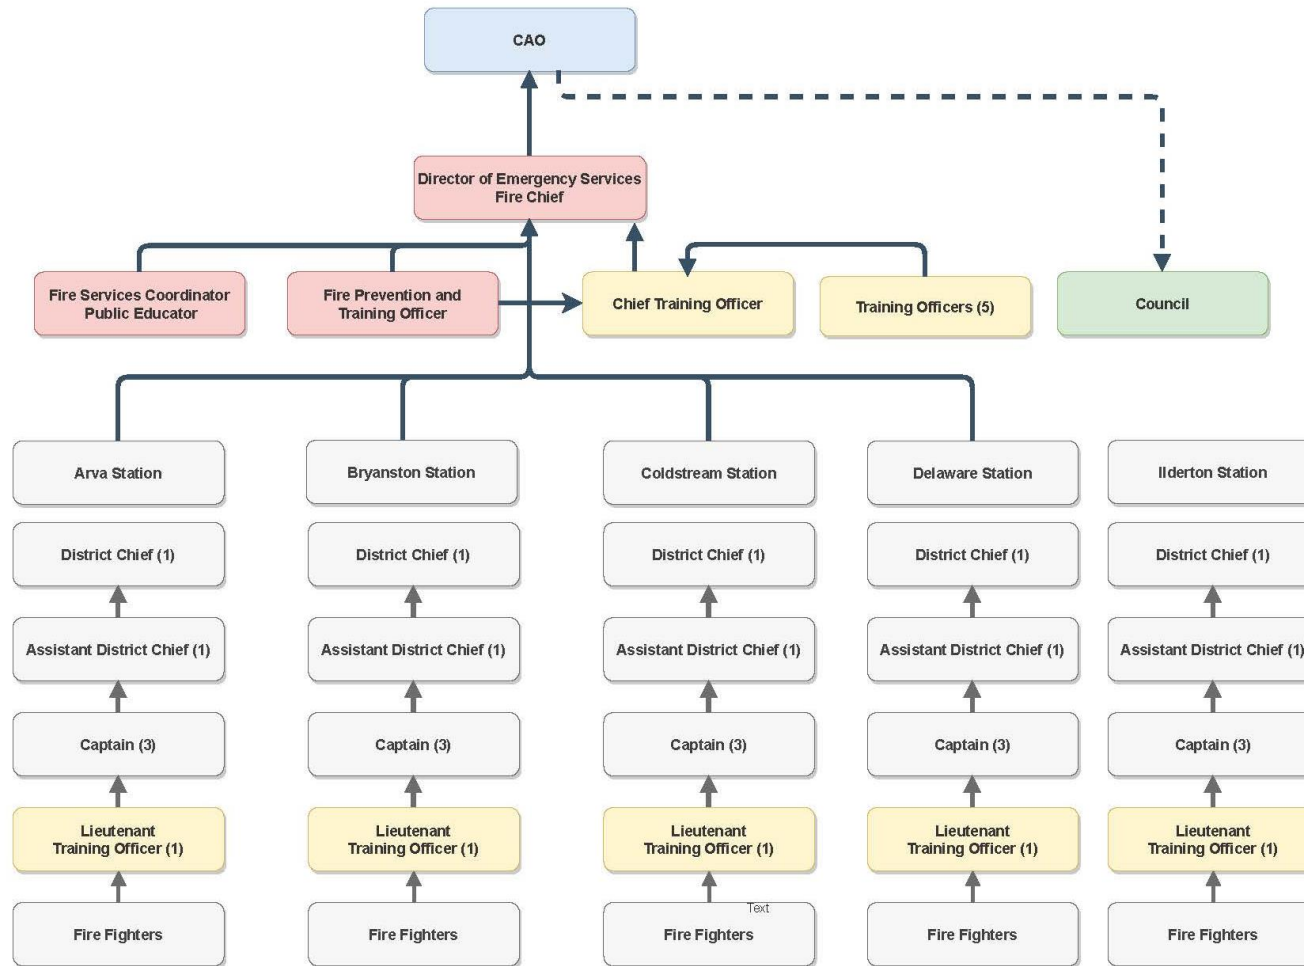 CAO
Director of Emergency Services
Fire Chief
Fire Services Coordinator
Public Educator
Fire Prevention and
Training Officer
Chief Training Officer
Training Officers (5)
Council
Arva Station
Bryanston Station
Coldstream Station
Delaware Station
Ilderton Station
District Chief (1)
District Chief (1)
District Chief (1)
District Chief (1)
District Chief (1)
Assistant District Chief (1)
Assistant District Chief (1)
Assistant District Chief (1)
Assistant District Chief (1)
Assistant District Chief (1)
Captain (3)
Captain (3)
Captain (3)
Captain (3)
Captain (3)
Lieutenant
Training Officer (1)
Lieutenant
Training Officer (1)
Lieutenant
Training Officer (1)
Lieutenant
Training Officer (1)
Lieutenant
Training Officer (1)
Text
Fire Fighters
Fire Fighters
Fire Fighters
Fire Fighters
Fire Fighters